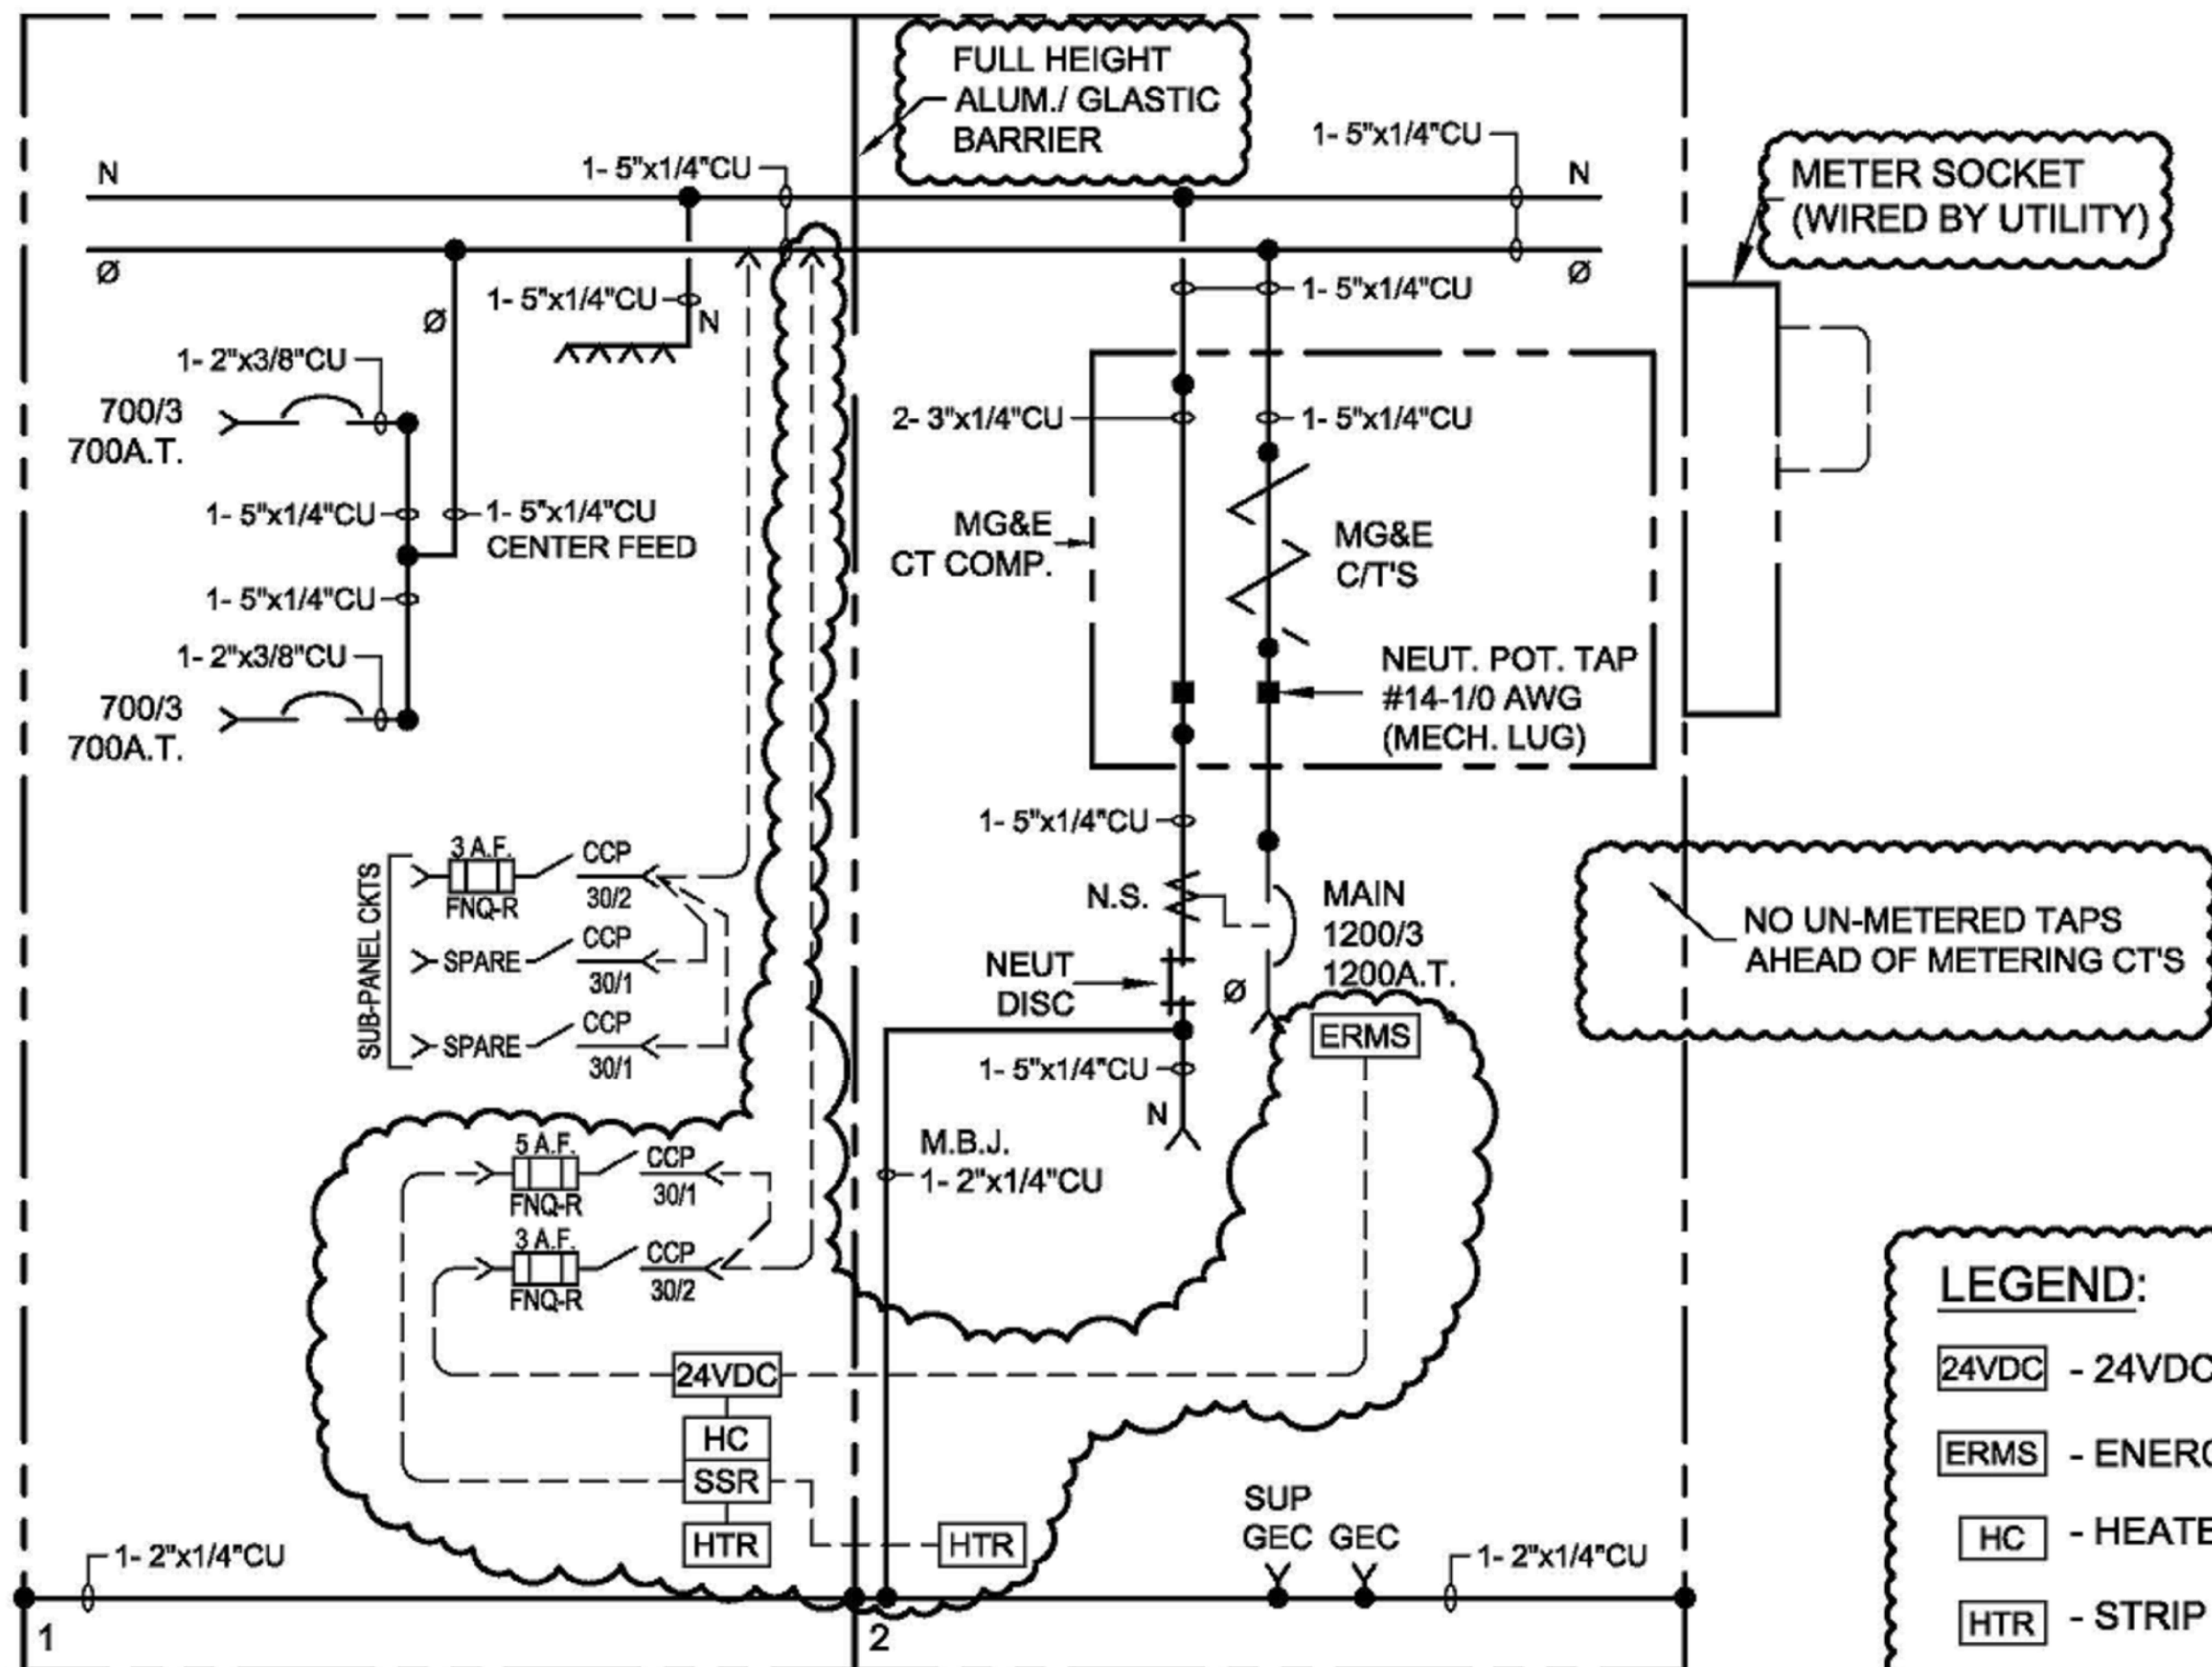 FULL HEIGHT
ALUM./ GLASTIC
BARRIER
1- 5"x1/4"CU
METER SOCKET
(WIRED BY UTILITY)
N
1- 5"x1/4"CU
N
Ø
Ø
1- 5"x1/4"CU
N
Ø
1- 5"x1/4"CU
1- 2"x3/8"CU
700/3
700A.T.
1- 5"x1/4"CU
1- 5"x1/4"CU
CENTER FEED
1- 5"x1/4"CU
1- 2"x3/8"CU
700/3
700A.T.
2- 3"x1/4"CU
1- 5"x1/4"CU
MG&E
CT COMP.
MG&E
C/T'S
NEUT. POT. TAP
#14-1/0 AWG
(MECH. LUG)
1- 5"x1/4"CU
SUB-PANEL CKTS
3 A.F.
FNQ-R
CCP
30/2
SPARE
CCP
30/1
SPARE
CCP
30/1
N.S.
MAIN
1200/3
1200A.T.
NEUT
DISC
Ø
ERMS
1- 5"x1/4"CU
N
NO UN-METERED TAPS
AHEAD OF METERING CT'S
5 A.F.
FNQ-R
CCP
30/1
3 A.F.
FNQ-R
CCP
30/2
M.B.J.
1- 2"x1/4"CU
24VDC
HC
SSR
HTR
HTR
SUP
GEC GEC
1- 2"x1/4"CU
1- 2"x1/4"CU
1
2
LEGEND:
24VDC - 24VDC
ERMS - ENERG
HC - HEATE
HTR - STRIP